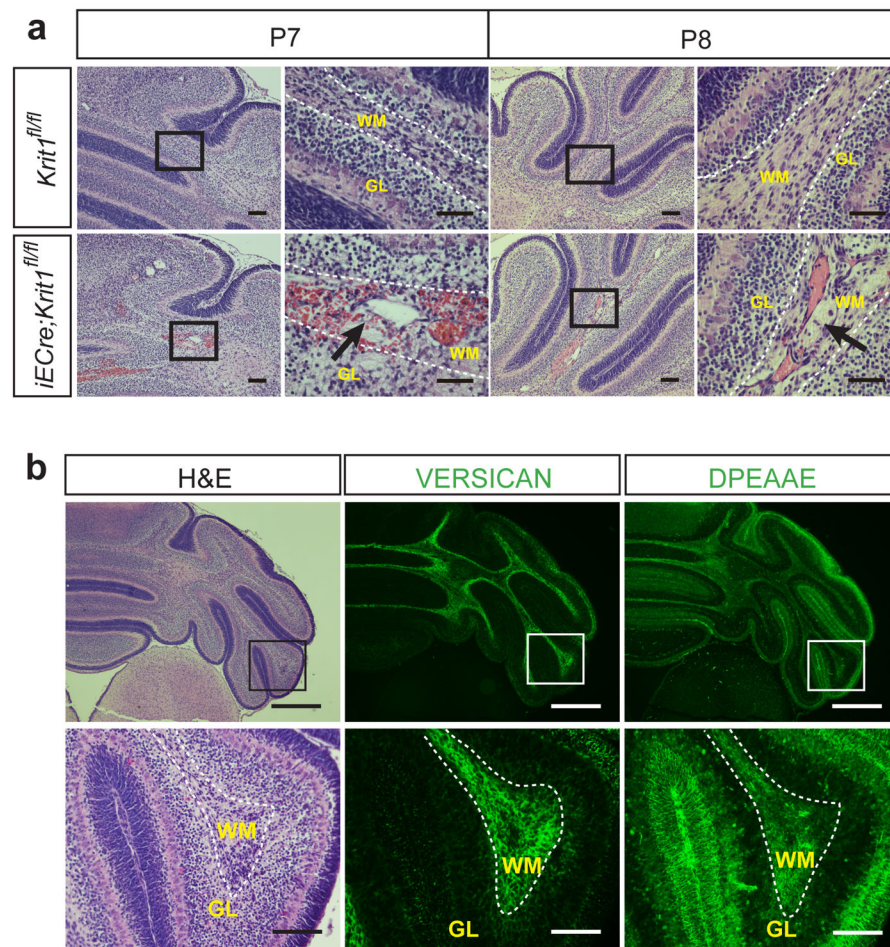 a
P7
P8
Krit1fl/fl
WM
GL
WM
GL
iECre;Krit1fl/fl
WM
GL
GL
WM
b
H&E
VERSICAN
DPEAAE
WM
GL
WM
GL
WM
GL